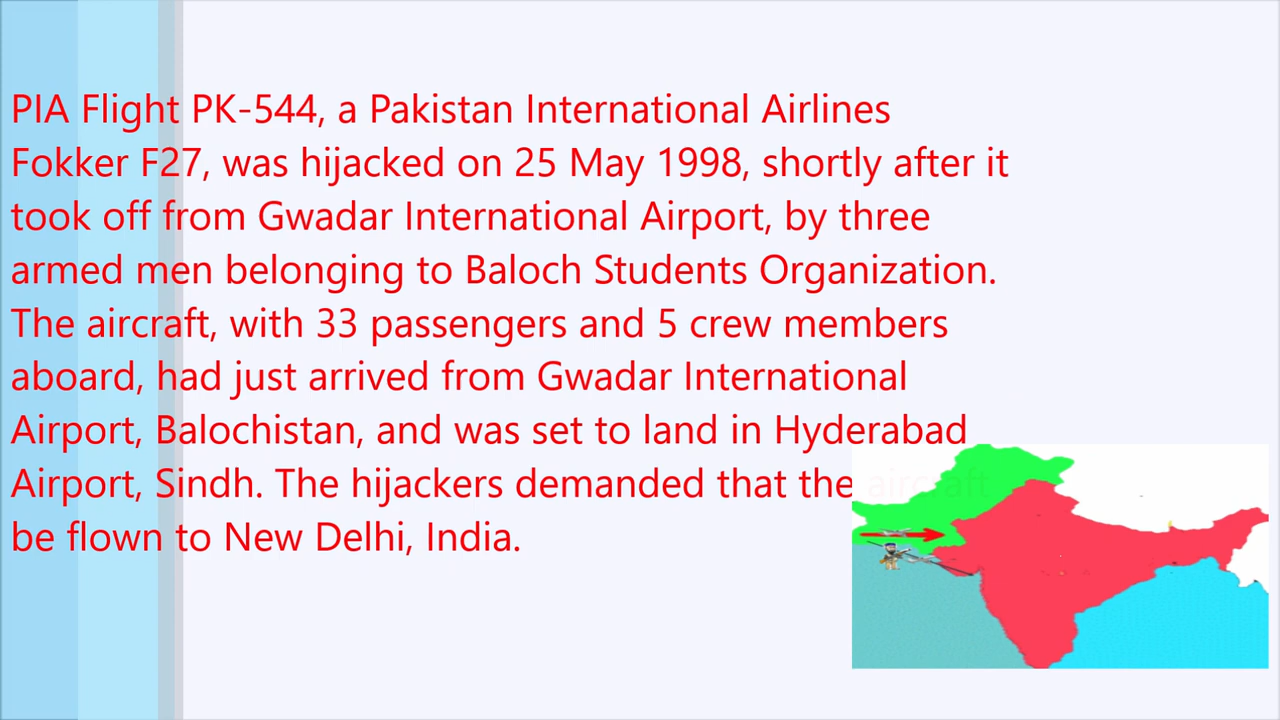 PIA Flight PK-544, a Pakistan International Airlines
Fokker F27, was hijacked on 25 May 1998, shortly after it
took off from Gwadar International Airport, by three
armed men belonging to Baloch Students Organization.
The aircraft, with 33 passengers and 5 crew members
aboard, had just arrived from Gwadar International
Airport, Balochistan, and was set to land in Hyderabad
Airport, Sindh. The hijackers demanded that the aircraft
be flown to New Delhi, India.